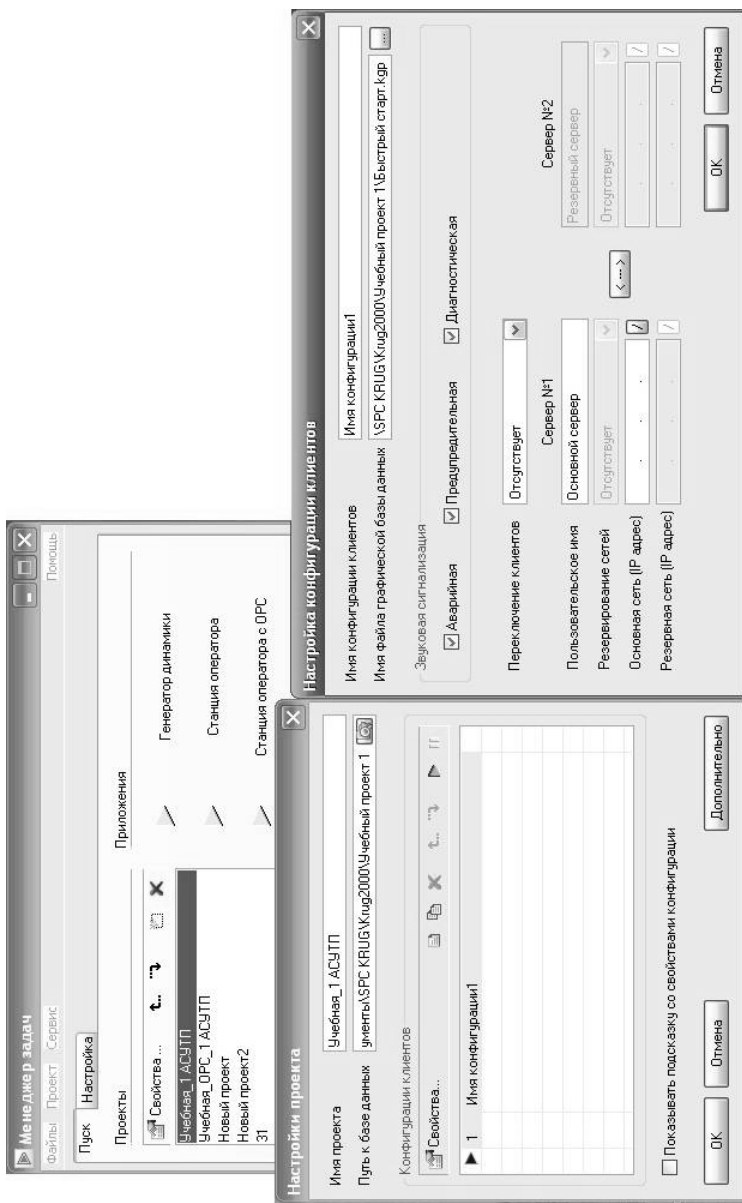 Менеджер задач
Файлы Проект Сервис Помощь
Пуск Настройка
Проекты
Приложения
Свойства ...
Учебная_1 АСУТП
Учебная_OPC_1 АСУТП
Новый проект
Новый проект2
31
Генератор динамики
Станция оператора
Станция оператора с OPC
Настройки проекта
Имя проекта Учебная_1 АСУТП
Путь к базе данных ументы\SPC KRUG\Krug2000\Учебный проект 1
Конфигурации клиентов
Свойства...
1 Имя конфигурации1
Показывать подсказку со свойствами конфигурации
OK Отмена Дополнительно
Настройка конфигурации клиентов
Имя конфигурации клиентов Имя конфигурации1
Имя файла графической базы данных \SPC KRUG\Krug2000\Учебный проект 1\Быстрый старт.kgp ...
Звуковая сигнализация
Аварийная Предупредительная Диагностическая
Переключение клиентов Отсутствует
Сервер №1 Сервер №2
Пользовательское имя Основной сервер <---> Резервный сервер
Резервирование сетей Отсутствует Отсутствует
Основная сеть (IP адрес) . . . / . . . /
Резервная сеть (IP адрес) . . . / . . . /
OK Отмена